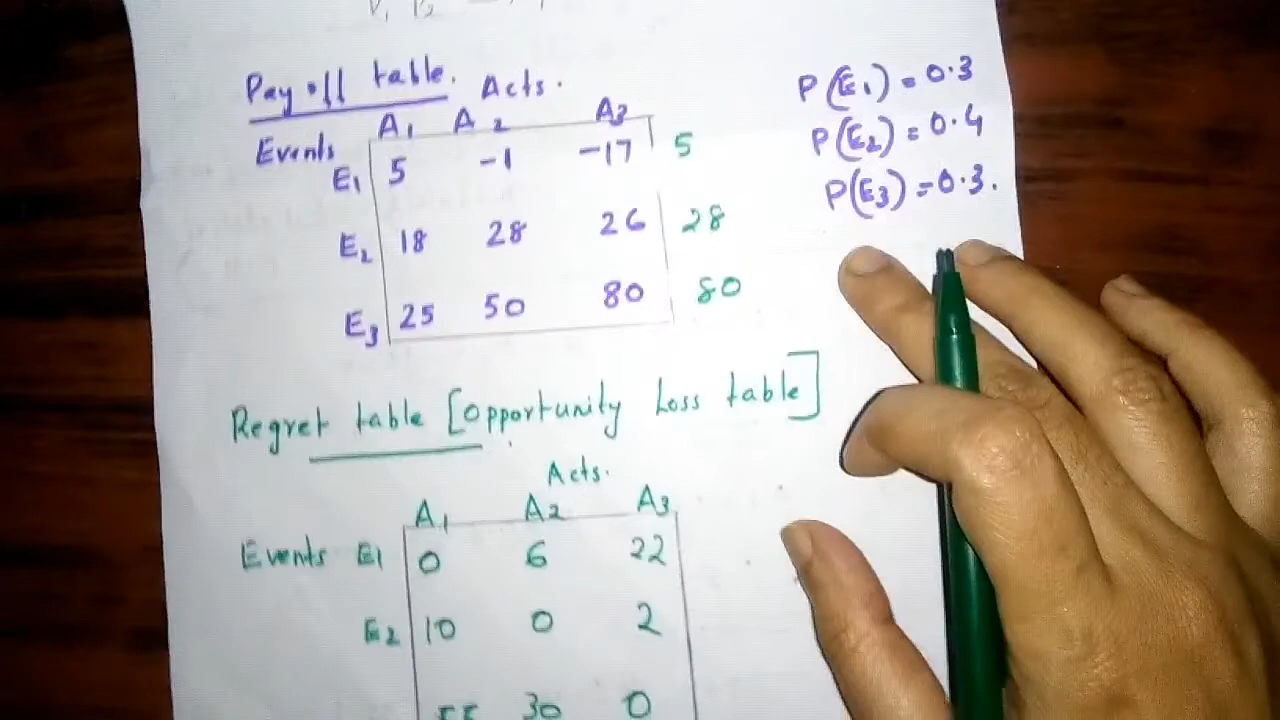 Pay off table. Acts.
Events A1 A2 A3
E1 5 -1 -17 5
E2 18 28 26 28
E3 25 50 80 80
P(E1) = 0.3
P(E2) = 0.4
P(E3) = 0.3.
Regret table [Opportunity Loss table]
Acts.
A1 A2 A3
Events E1 0 6 22
E2 10 0 2
55 30 0